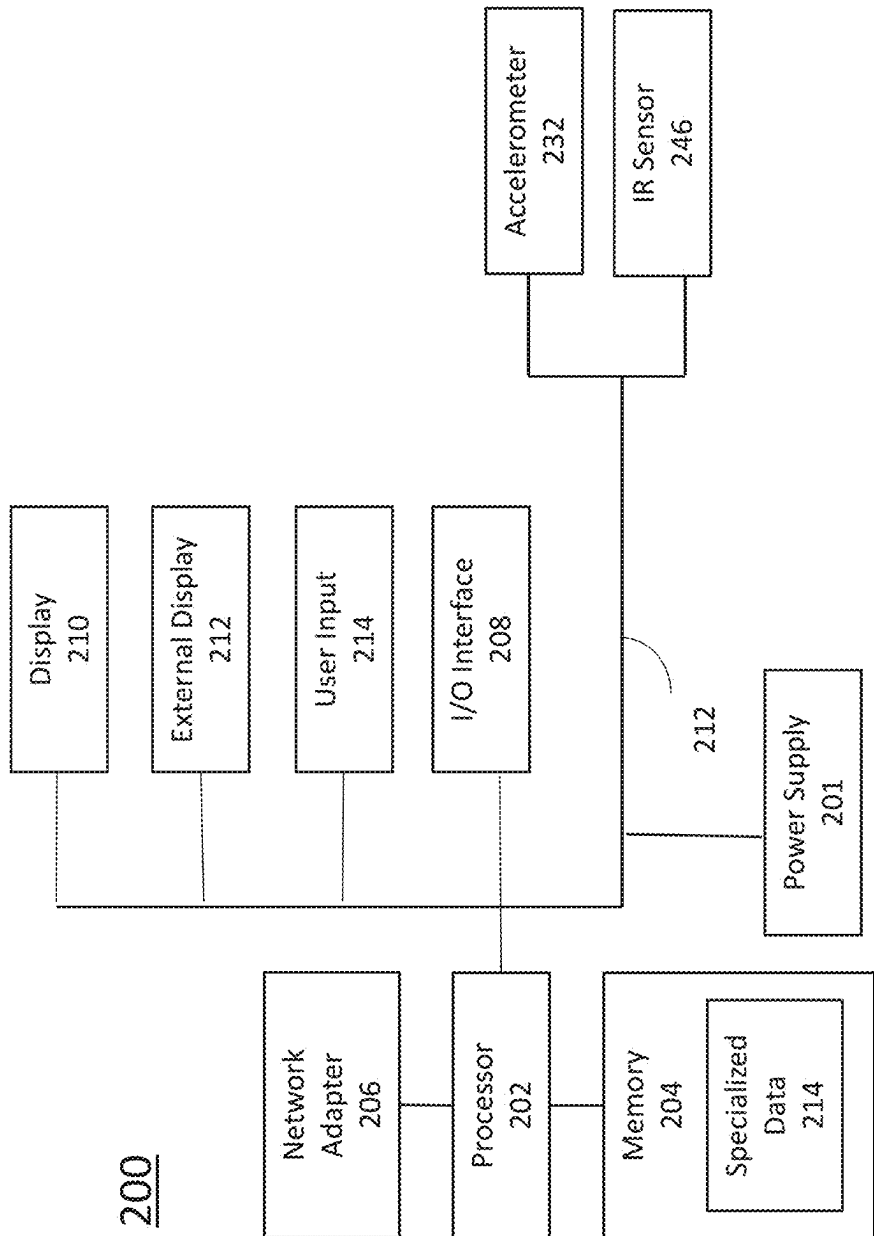 200
Network
Adapter
206
Processor
202
Memory
204
Specialized
Data
214
Display
210
External Display
212
User Input
214
I/O Interface
208
212
Power Supply
201
Accelerometer
232
IR Sensor
246